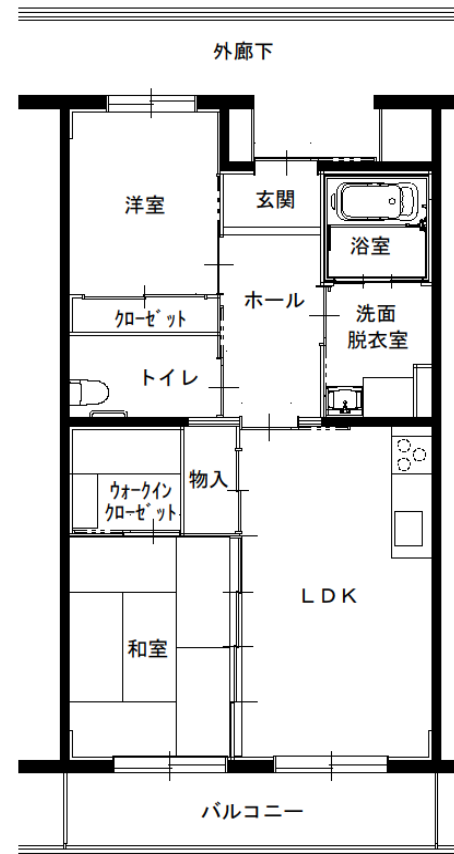 外廊下
洋室
玄関
浴室
ホール
クローゼット
洗面
脱衣室
トイレ
物入
ウォークイン
クローゼット
LDK
和室
バルコニー